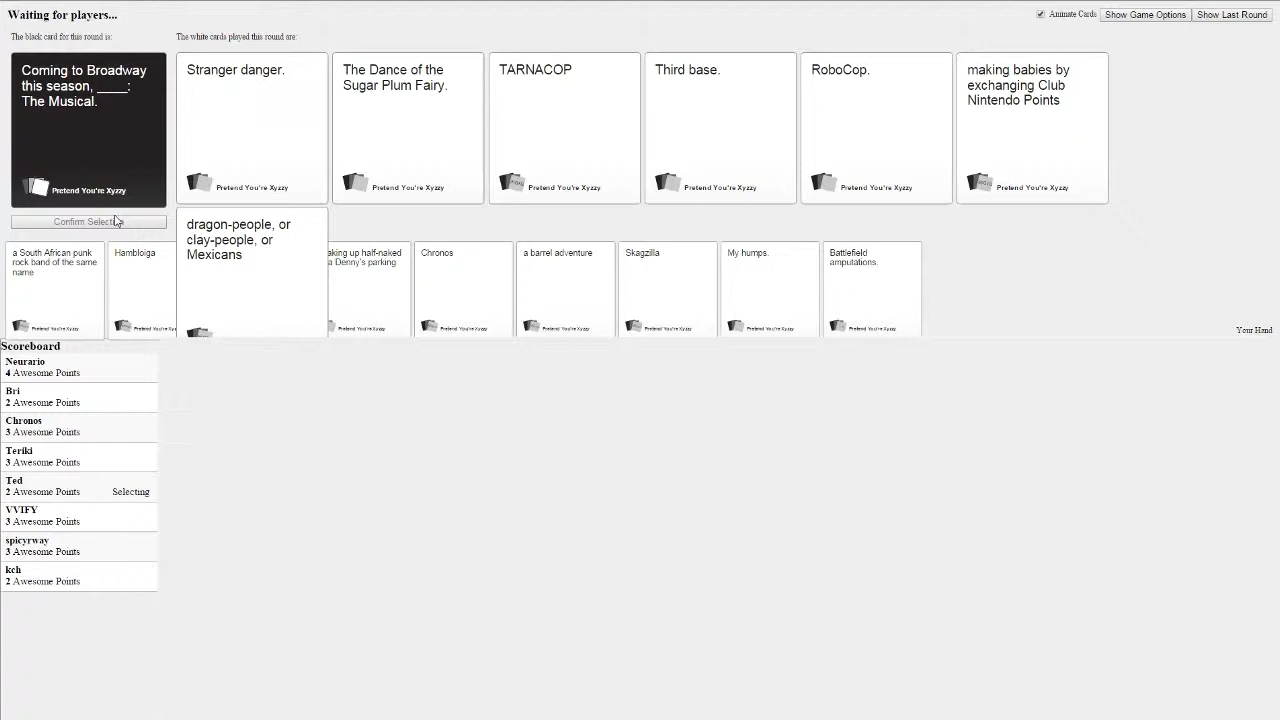 Waiting for players...
Animate Cards
Show Game Options
Show Last Round
The black card for this round is:
The white cards played this round are:
Coming to Broadway
this season, ____:
The Musical.
Pretend You're Xyzzy
Stranger danger.
Pretend You're Xyzzy
The Dance of the
Sugar Plum Fairy.
Pretend You're Xyzzy
TARNACOP
Pretend You're Xyzzy
Third base.
Pretend You're Xyzzy
RoboCop.
Pretend You're Xyzzy
making babies by
exchanging Club
Nintendo Points
Pretend You're Xyzzy
Confirm Selection
dragon-people, or
clay-people, or
Mexicans
a South African punk
rock band of the same
name
Pretend You're Xyzzy
Hambloiga
Pretend You're Xy
aking up half-naked
a Denny's parking
Pretend You're Xyzzy
Chronos
Pretend You're Xyzzy
a barrel adventure
Pretend You're Xyzzy
Skagzilla
Pretend You're Xyzzy
My humps.
Pretend You're Xyzzy
Battlefield
amputations.
Pretend You're Xyzzy
Your Hand
Scoreboard
Neurario
4 Awesome Points
Bri
2 Awesome Points
Chronos
3 Awesome Points
Teriki
3 Awesome Points
Ted
2 Awesome Points Selecting
VVIFY
3 Awesome Points
spicyrway
3 Awesome Points
kch
2 Awesome Points